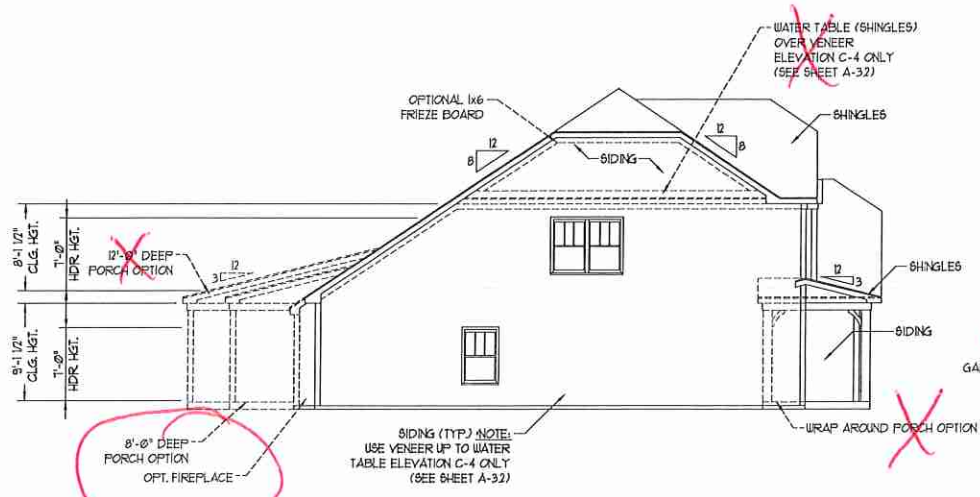 WATER TABLE (SHINGLES)
OVER VENEER
ELEVATION C-4 ONLY
(SEE SHEET A-3.2)
OPTIONAL 1x6
FRIEZE BOARD
SHINGLES
12
8
12
8
SIDING
8'-1 1/2"
CLG. HGT.
7'-0"
HDR. HGT.
12'-0" DEEP
PORCH OPTION
12
3
12
3
SHINGLES
9'-1 1/2"
CLG. HGT.
7'-0"
HDR. HGT.
SIDING
GA
8'-0" DEEP
PORCH OPTION
OPT. FIREPLACE
SIDING (TYP.) NOTE:
USE VENEER UP TO WATER
TABLE ELEVATION C-4 ONLY
(SEE SHEET A-3.2)
WRAP AROUND PORCH OPTION